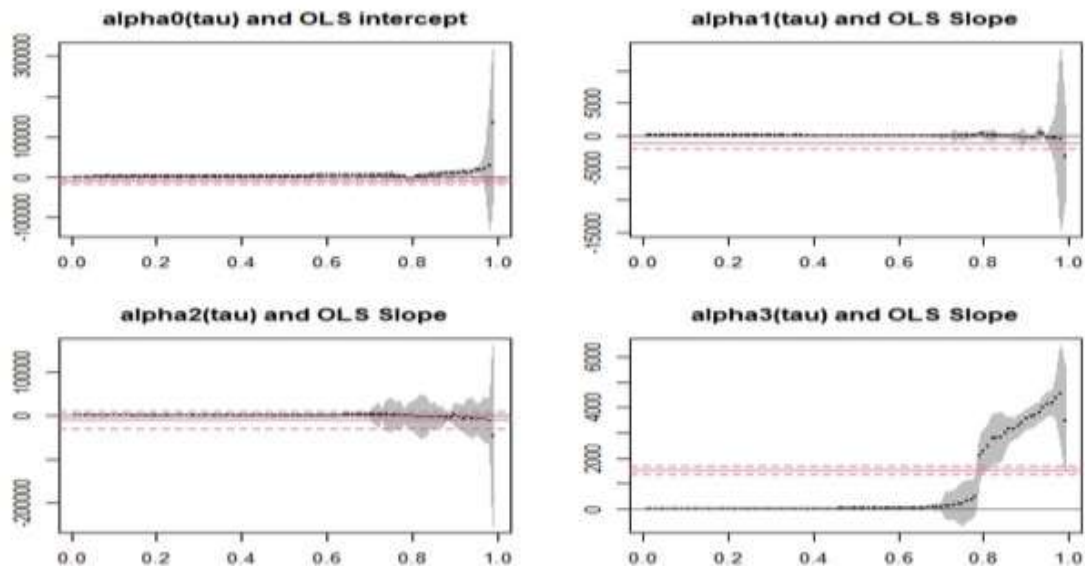 alpha0(tau) and OLS intercept
300000
100000
0
-100000
0.0 0.2 0.4 0.6 0.8 1.0
alpha1(tau) and OLS Slope
5000
0
-5000
-15000
0.0 0.2 0.4 0.6 0.8 1.0
alpha2(tau) and OLS Slope
100000
0
-200000
0.0 0.2 0.4 0.6 0.8 1.0
alpha3(tau) and OLS Slope
6000
4000
2000
0
0.0 0.2 0.4 0.6 0.8 1.0